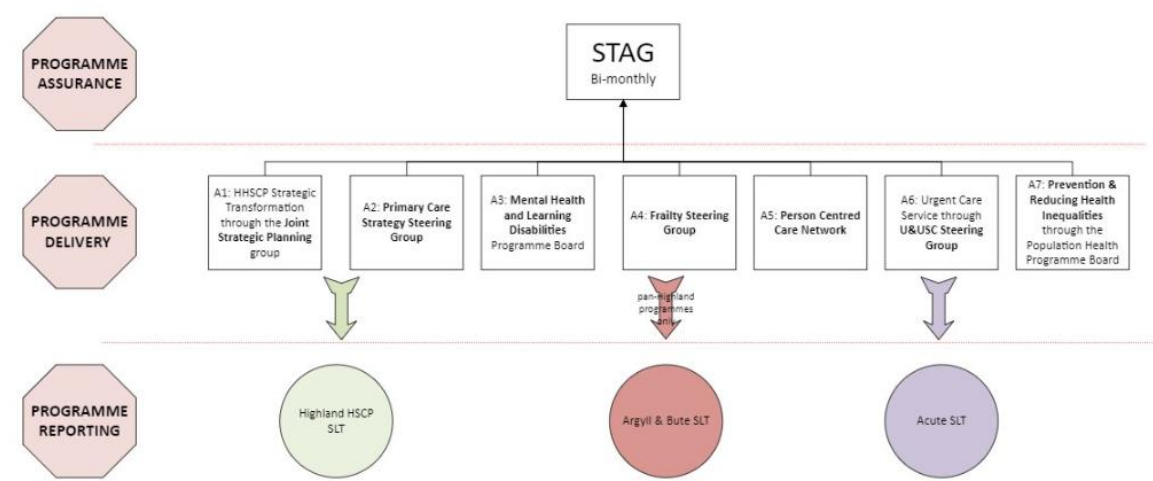 PROGRAMME
ASSURANCE
STAG
Bi-monthly
PROGRAMME
DELIVERY
A1: HHSCP Strategic
Transformation
through the Joint
Strategic Planning
group
A2: Primary Care
Strategy Steering
Group
A3: Mental Health
and Learning
Disabilities
Programme Board
A4: Frailty Steering
Group
A5: Person Centred
Care Network
A6: Urgent Care
Service through
U&USC Steering
Group
A7: Prevention &
Reducing Health
Inequalities
through the
Population Health
Programme Board
pan-Highland
programmes
only
PROGRAMME
REPORTING
Highland HSCP
SLT
Argyll & Bute SLT
Acute SLT